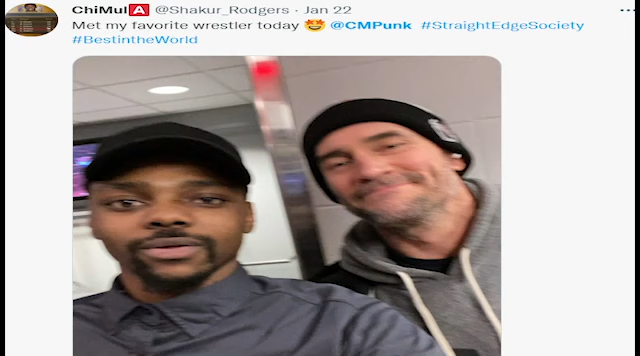 ChiMul🅰 @Shakur_Rodgers · Jan 22
Met my favorite wrestler today 🤩 @CMPunk #StraightEdgeSociety
#BestintheWorld